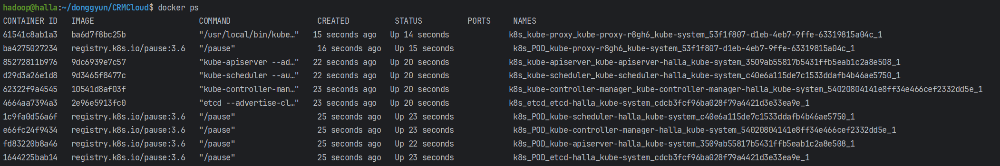 hadoop@halla:~/donggyun/CRMCloud$ docker ps
CONTAINER ID   IMAGE                       COMMAND                   CREATED          STATUS          PORTS     NAMES
61541c8ab1a3   ba6d7f8bc25b                "/usr/local/bin/kube…"   15 seconds ago   Up 14 seconds             k8s_kube-proxy_kube-proxy-r8gh6_kube-system_53f1f807-d1eb-4eb7-9ffe-63319815a04c_1
ba4275027234   registry.k8s.io/pause:3.6   "/pause"                  16 seconds ago   Up 15 seconds             k8s_POD_kube-proxy-r8gh6_kube-system_53f1f807-d1eb-4eb7-9ffe-63319815a04c_1
85272811b976   9dc6939e7c57                "kube-apiserver --ad…"   22 seconds ago   Up 20 seconds             k8s_kube-apiserver_kube-apiserver-halla_kube-system_3509ab55817b5431ffb5eab1c2a8e508_1
d29d3a26e1d8   9d3465f8477c                "kube-scheduler --au…"   22 seconds ago   Up 20 seconds             k8s_kube-scheduler_kube-scheduler-halla_kube-system_c40e6a115de7c1533ddafb4b46ae5750_1
62322f9a4545   10541d8af03f                "kube-controller-man…"   23 seconds ago   Up 20 seconds             k8s_kube-controller-manager_kube-controller-manager-halla_kube-system_54020804141e8ff34e466cef2332dd5e_1
4664aa7394a3   2e96e5913fc0                "etcd --advertise-cl…"   23 seconds ago   Up 20 seconds             k8s_etcd_etcd-halla_kube-system_cdcb3fcf96ba028f79a4421d3e33ea9e_1
1c9fa0d56a6f   registry.k8s.io/pause:3.6   "/pause"                  25 seconds ago   Up 23 seconds             k8s_POD_kube-scheduler-halla_kube-system_c40e6a115de7c1533ddafb4b46ae5750_1
e66fc24f9434   registry.k8s.io/pause:3.6   "/pause"                  25 seconds ago   Up 23 seconds             k8s_POD_kube-controller-manager-halla_kube-system_54020804141e8ff34e466cef2332dd5e_1
fd83220b8a46   registry.k8s.io/pause:3.6   "/pause"                  25 seconds ago   Up 22 seconds             k8s_POD_kube-apiserver-halla_kube-system_3509ab55817b5431ffb5eab1c2a8e508_1
1644225bab14   registry.k8s.io/pause:3.6   "/pause"                  25 seconds ago   Up 23 seconds             k8s_POD_etcd-halla_kube-system_cdcb3fcf96ba028f79a4421d3e33ea9e_1